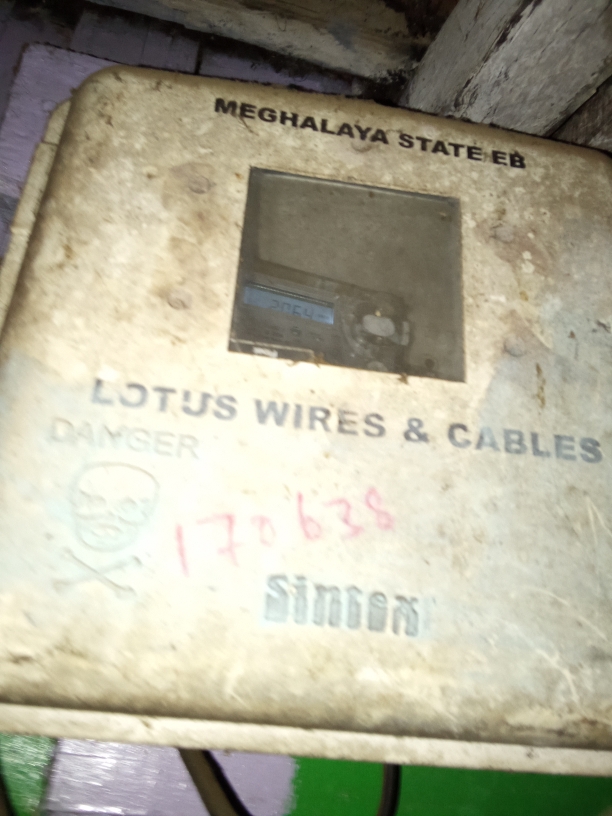 MEGHALAYA STATE EB
LOTUS WIRES & CABLES
DANGER
170638
Sintex